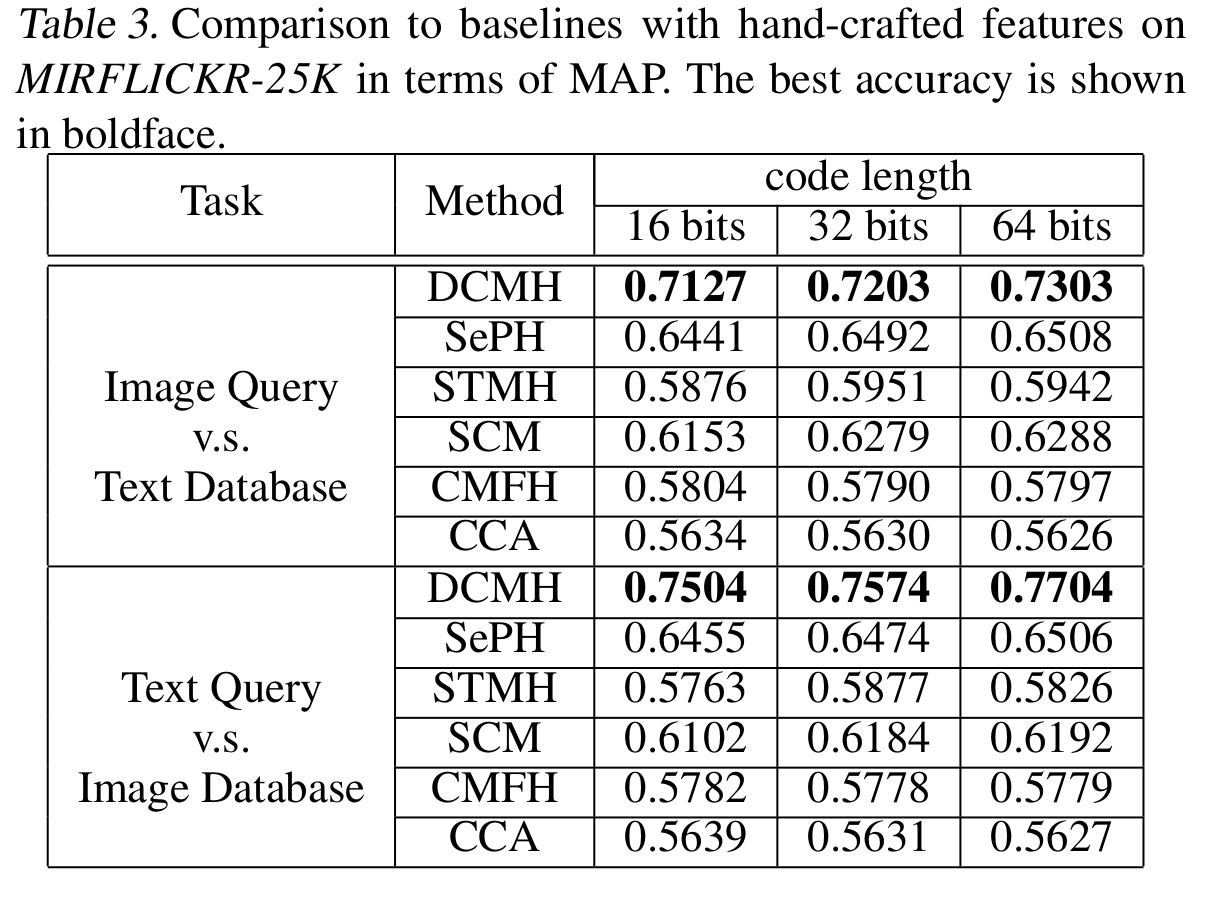 Table 3. Comparison to baselines with hand-crafted features on
MIRFLICKR-25K in terms of MAP. The best accuracy is shown
in boldface.
Task Method code length
16 bits 32 bits 64 bits
DCMH 0.7127 0.7203 0.7303
SePH 0.6441 0.6492 0.6508
Image Query STMH 0.5876 0.5951 0.5942
v.s. SCM 0.6153 0.6279 0.6288
Text Database CMFH 0.5804 0.5790 0.5797
CCA 0.5634 0.5630 0.5626
DCMH 0.7504 0.7574 0.7704
SePH 0.6455 0.6474 0.6506
Text Query STMH 0.5763 0.5877 0.5826
v.s. SCM 0.6102 0.6184 0.6192
Image Database CMFH 0.5782 0.5778 0.5779
CCA 0.5639 0.5631 0.5627